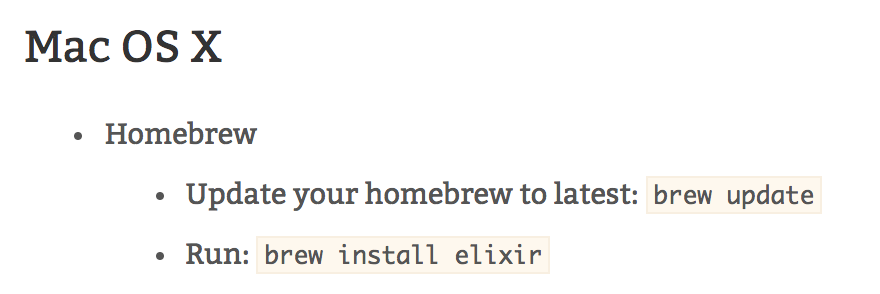 Mac OS X
Homebrew
Update your homebrew to latest: brew update
Run: brew install elixir